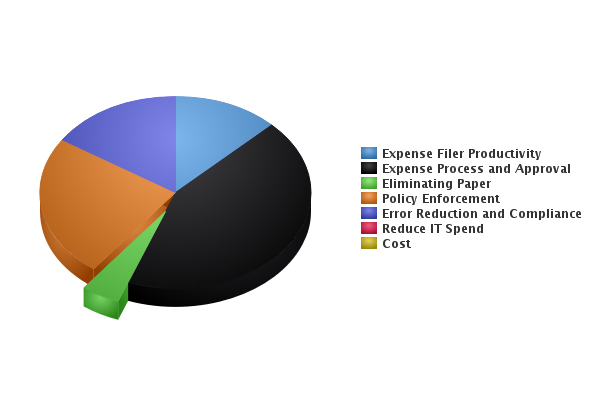 Expense Filer Productivity
Expense Process and Approval
Eliminating Paper
Policy Enforcement
Error Reduction and Compliance
Reduce IT Spend
Cost